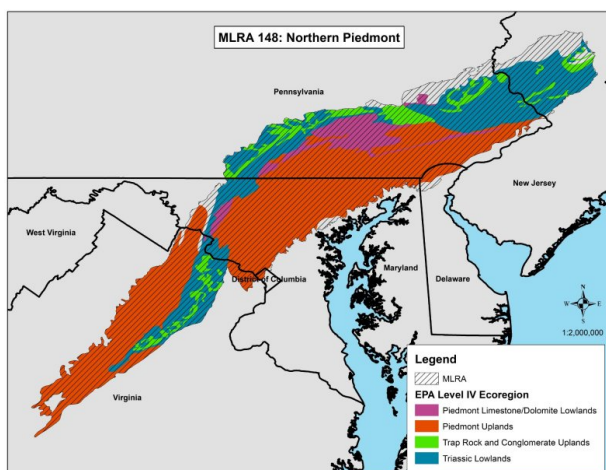 MLRA 148: Northern Piedmont
Pennsylvania
New Jersey
West Virginia
District of Columbia
Maryland
Delaware
Virginia
N
W E
S
1:2,000,000
Legend
MLRA
EPA Level IV Ecoregion
Piedmont Limestone/Dolomite Lowlands
Piedmont Uplands
Trap Rock and Conglomerate Uplands
Triassic Lowlands